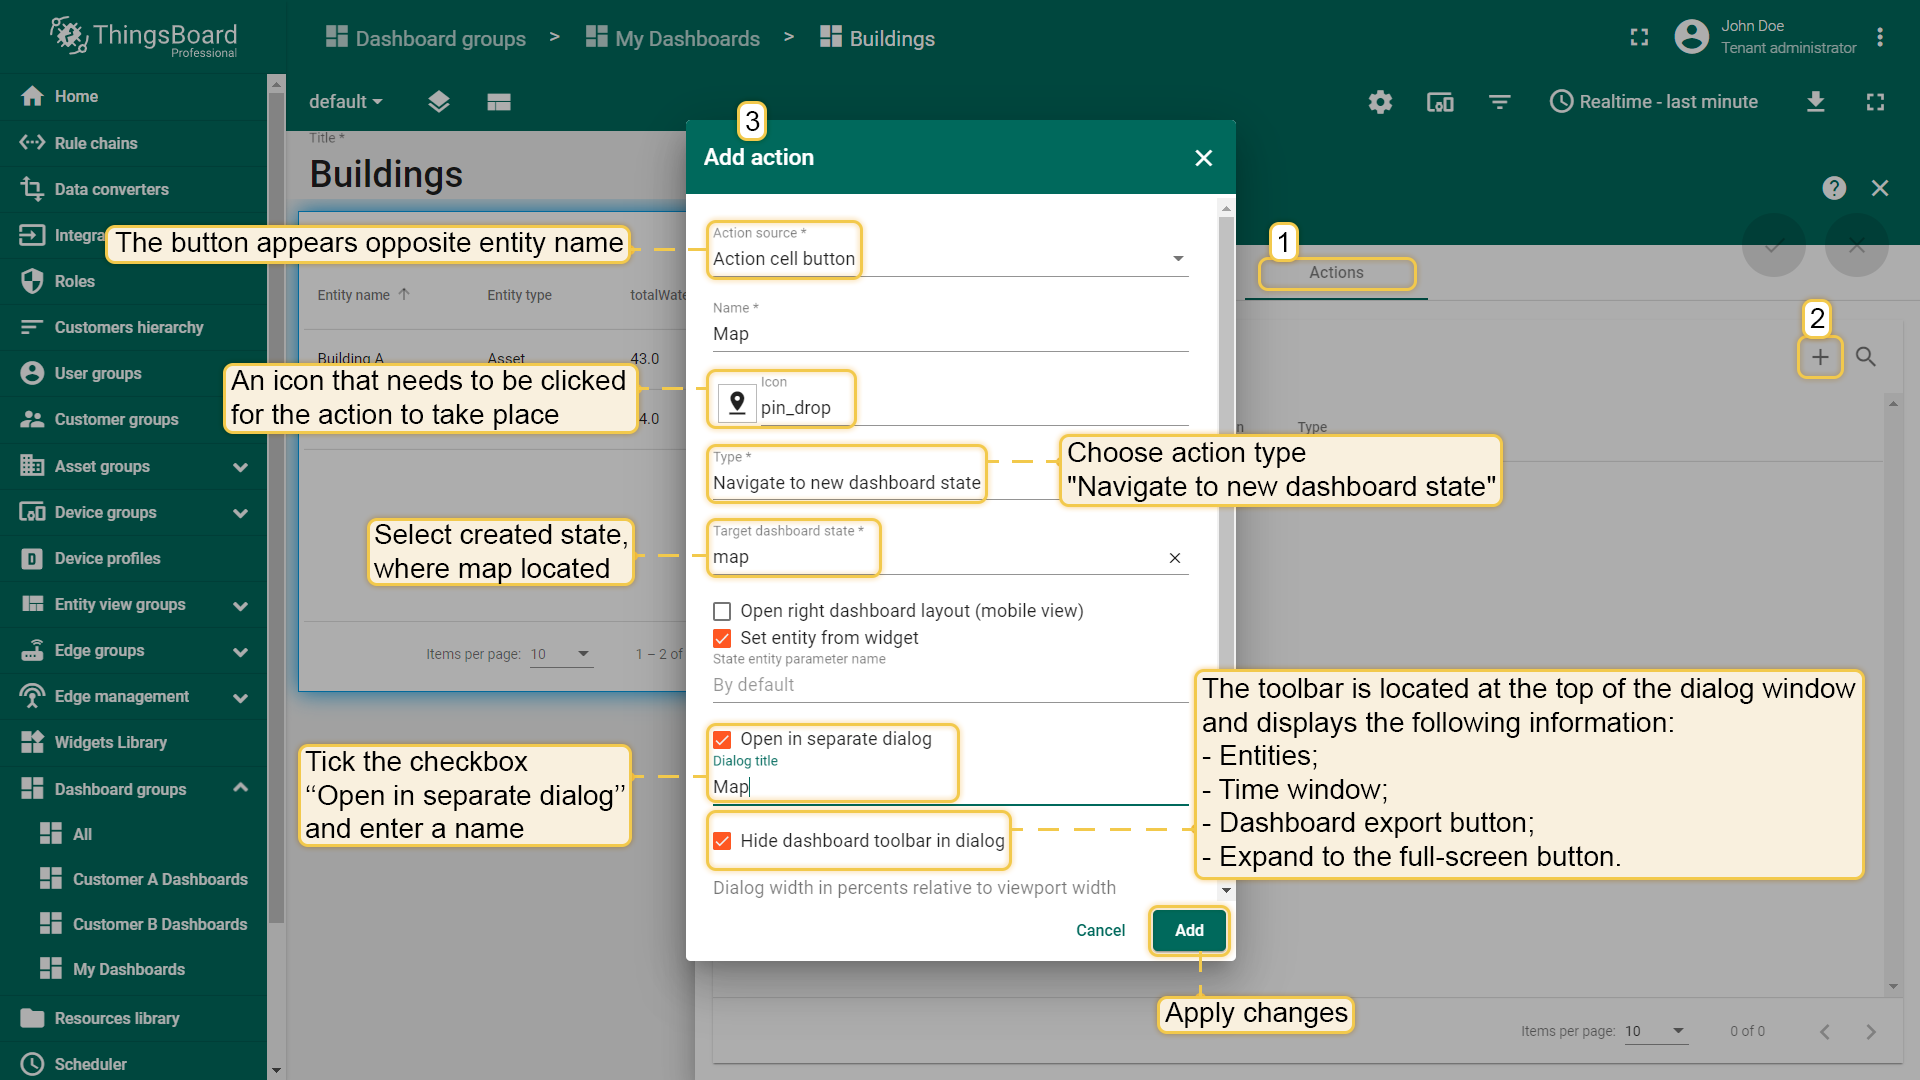 ThingsBoard
Professional
Dashboard groups > My Dashboards > Buildings
John Doe
Tenant administrator
default
Realtime - last minute
Home
Rule chains
Data converters
Integra
Roles
Customers hierarchy
User groups
Customer groups
Asset groups
Device groups
Device profiles
Entity view groups
Edge groups
Edge management
Widgets Library
Dashboard groups
All
Customer A Dashboards
Customer B Dashboards
My Dashboards
Resources library
Scheduler
Title *
Buildings
The button appears opposite entity name
Entity name
Entity type
totalWate
Building A
Asset
43.0
An icon that needs to be clicked
for the action to take place
4.0
Select created state,
where map located
Items per page: 10
1 – 2 of
Tick the checkbox
“Open in separate dialog”
and enter a name
3
Add action
Action source *
Action cell button
Name *
Map
Icon
pin_drop
Type *
Navigate to new dashboard state
Target dashboard state *
map
Open right dashboard layout (mobile view)
Set entity from widget
State entity parameter name
By default
Open in separate dialog
Dialog title
Map
Hide dashboard toolbar in dialog
Dialog width in percents relative to viewport width
Cancel
Add
Apply changes
1
Actions
2
n
Type
Choose action type
"Navigate to new dashboard state"
The toolbar is located at the top of the dialog window
and displays the following information:
- Entities;
- Time window;
- Dashboard export button;
- Expand to the full-screen button.
Items per page: 10
0 of 0